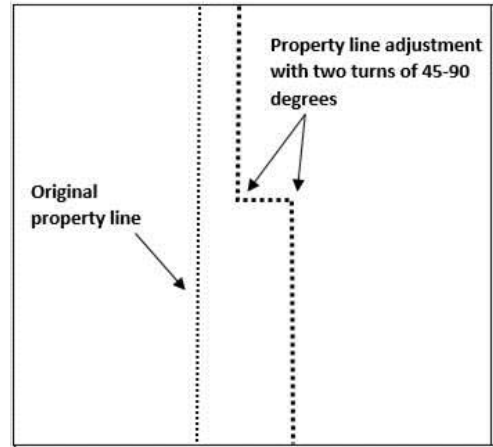 Property line adjustment
with two turns of 45-90
degrees
Original
property line